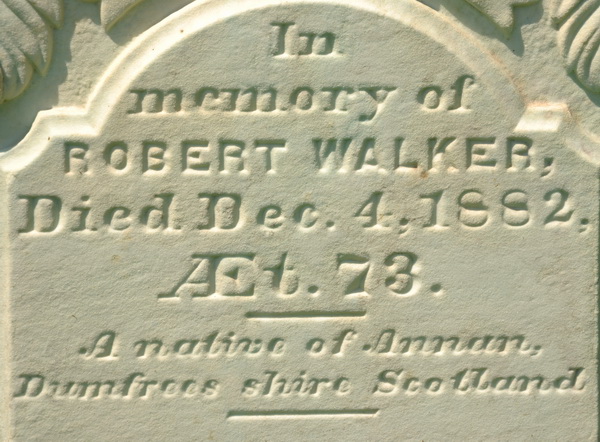 In
memory of
ROBERT WALKER,
Died Dec. 4, 1882,
Æt. 73.
A native of Annan,
Dumfrees shire Scotland